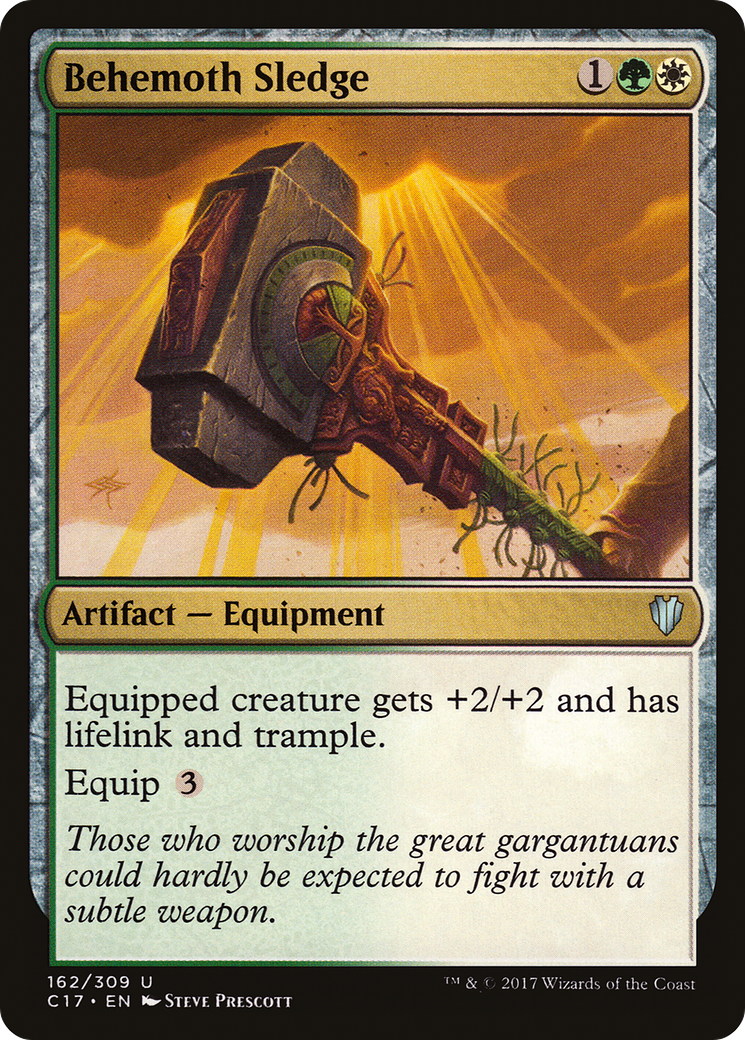 Behemoth Sledge 1
Artifact — Equipment
Equipped creature gets +2/+2 and has
lifelink and trample.
Equip 3
Those who worship the great gargantuans
could hardly be expected to fight with a
subtle weapon.
162/309 U
C17 • EN Steve Prescott
™ & © 2017 Wizards of the Coast